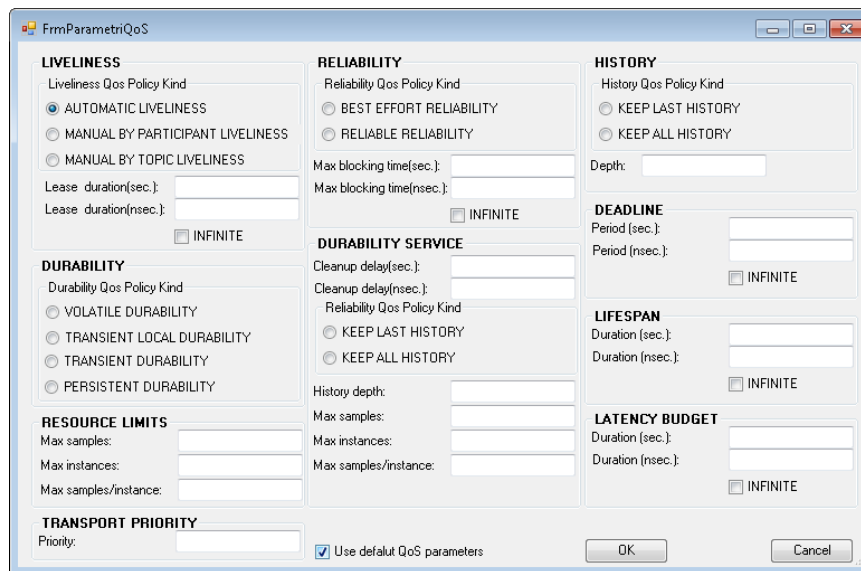 FrmParametriQoS
LIVELINESS
Liveliness Qos Policy Kind
AUTOMATIC LIVELINESS
MANUAL BY PARTICIPANT LIVELINESS
MANUAL BY TOPIC LIVELINESS
Lease duration(sec.):
Lease duration(nsec.):
INFINITE
DURABILITY
Durability Qos Policy Kind
VOLATILE DURABILITY
TRANSIENT LOCAL DURABILITY
TRANSIENT DURABILITY
PERSISTENT DURABILITY
RESOURCE LIMITS
Max samples:
Max instances:
Max samples/instance:
TRANSPORT PRIORITY
Priority:
RELIABILITY
Reliability Qos Policy Kind
BEST EFFORT RELIABILITY
RELIABLE RELIABILITY
Max blocking time(sec.):
Max blocking time(nsec.):
INFINITE
DURABILITY SERVICE
Cleanup delay(sec.):
Cleanup delay(nsec.):
Reliability Qos Policy Kind
KEEP LAST HISTORY
KEEP ALL HISTORY
History depth:
Max samples:
Max instances:
Max samples/instance:
Use defalut QoS parameters
HISTORY
History Qos Policy Kind
KEEP LAST HISTORY
KEEP ALL HISTORY
Depth:
DEADLINE
Period (sec.):
Period (nsec.):
INFINITE
LIFESPAN
Duration (sec.):
Duration (nsec.):
INFINITE
LATENCY BUDGET
Duration (sec.):
Duration (nsec.):
INFINITE
OK
Cancel